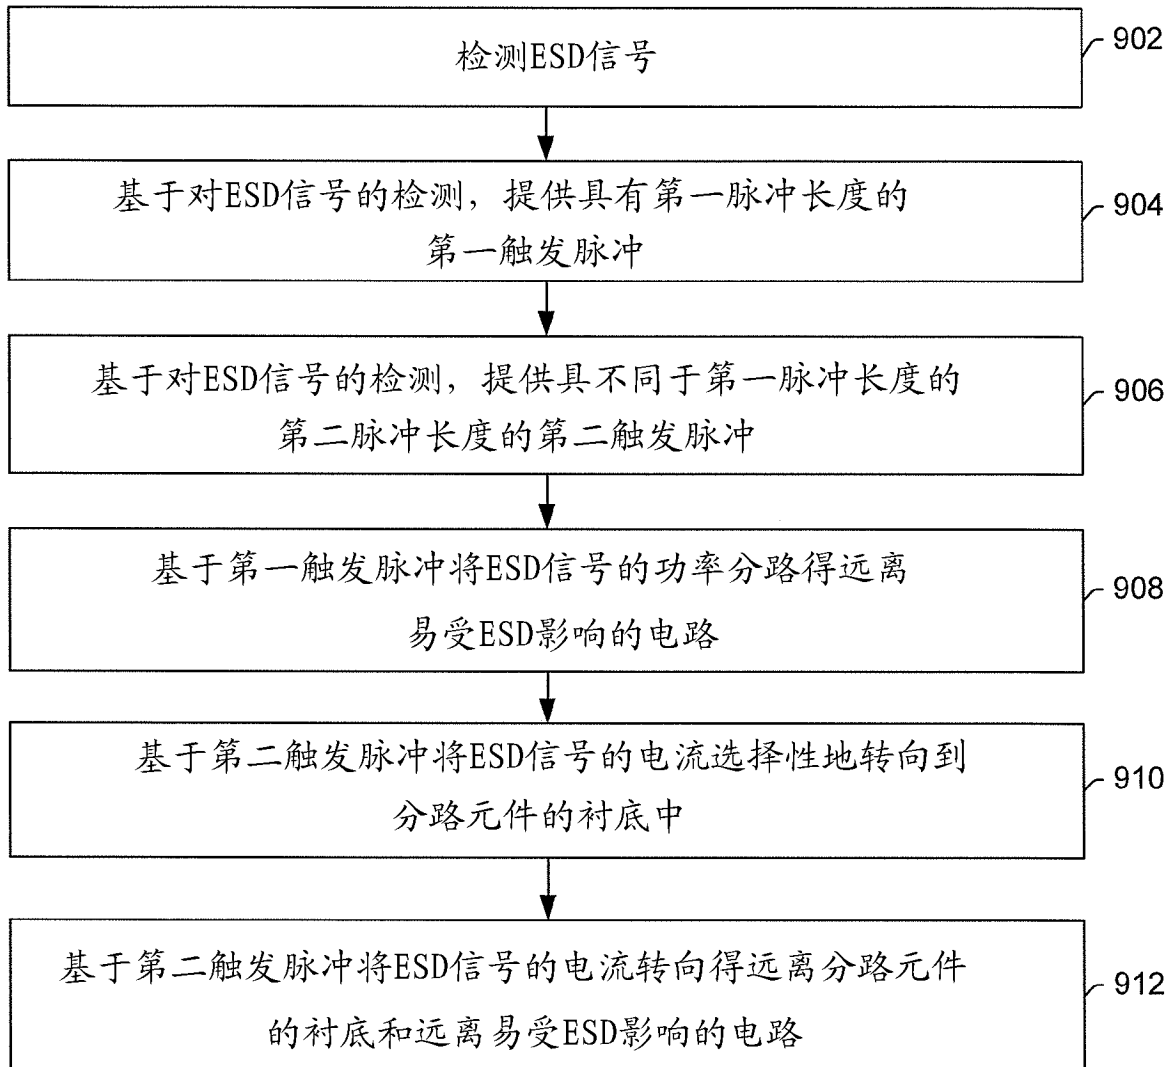 检测ESD信号
902
基于对ESD信号的检测，提供具有第一脉冲长度的
第一触发脉冲
904
基于对ESD信号的检测，提供具不同于第一脉冲长度的
第二脉冲长度的第二触发脉冲
906
基于第一触发脉冲将ESD信号的功率分路得远离
易受ESD影响的电路
908
基于第二触发脉冲将ESD信号的电流选择性地转向到
分路元件的衬底中
910
基于第二触发脉冲将ESD信号的电流转向得远离分路元件
的衬底和远离易受ESD影响的电路
912